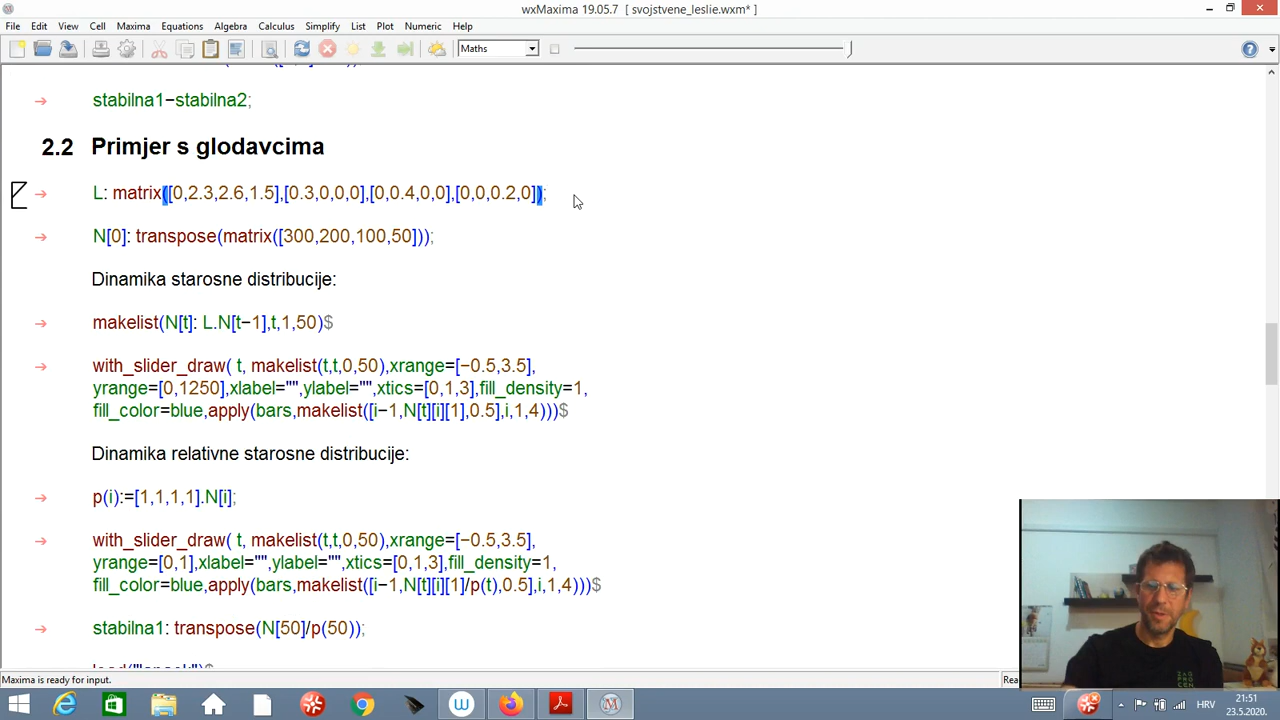 wxMaxima 19.05.7 [ svojstvene_leslie.wxm* ]
File Edit View Cell Maxima Equations Algebra Calculus Simplify List Plot Numeric Help
Maths
stabilna1−stabilna2;
2.2 Primjer s glodavcima
L: matrix([0,2.3,2.6,1.5],[0.3,0,0,0],[0,0.4,0,0],[0,0,0.2,0]);
N[0]: transpose(matrix([300,200,100,50]));
Dinamika starosne distribucije:
makelist(N[t]: L.N[t−1],t,1,50)$
with_slider_draw( t, makelist(t,t,0,50),xrange=[−0.5,3.5],
yrange=[0,1250],xlabel="",ylabel="",xtics=[0,1,3],fill_density=1,
fill_color=blue,apply(bars,makelist([i−1,N[t][i][1],0.5],i,1,4)))$
Dinamika relativne starosne distribucije:
p(i):=[1,1,1,1].N[i];
with_slider_draw( t, makelist(t,t,0,50),xrange=[−0.5,3.5],
yrange=[0,1],xlabel="",ylabel="",xtics=[0,1,3],fill_density=1,
fill_color=blue,apply(bars,makelist([i−1,N[t][i][1]/p(t),0.5],i,1,4)))$
stabilna1: transpose(N[50]/p(50));
Maxima is ready for input.
Rea
HRV
21:51
23.5.2020.